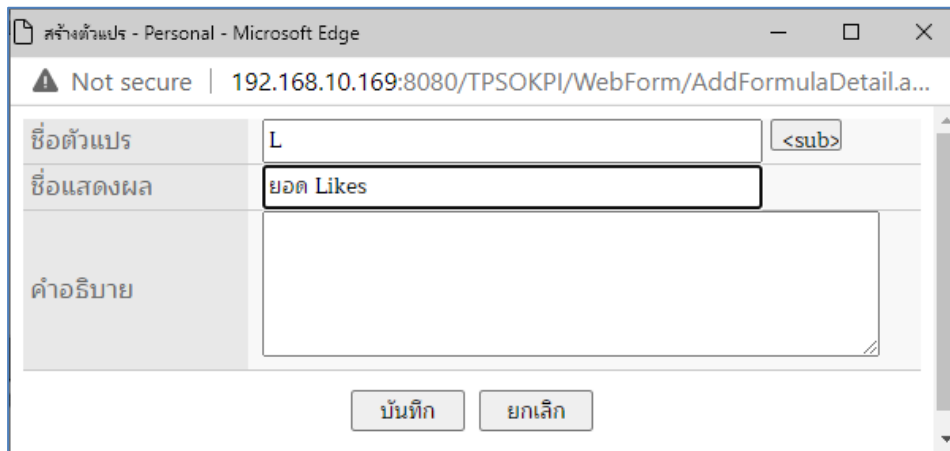 สร้างตัวแปร - Personal - Microsoft Edge
Not secure | 192.168.10.169:8080/TPSOKPI/WebForm/AddFormulaDetail.a...
ชื่อตัวแปร L <sub>
ชื่อแสดงผล ยอด Likes
คำอธิบาย
บันทึก ยกเลิก